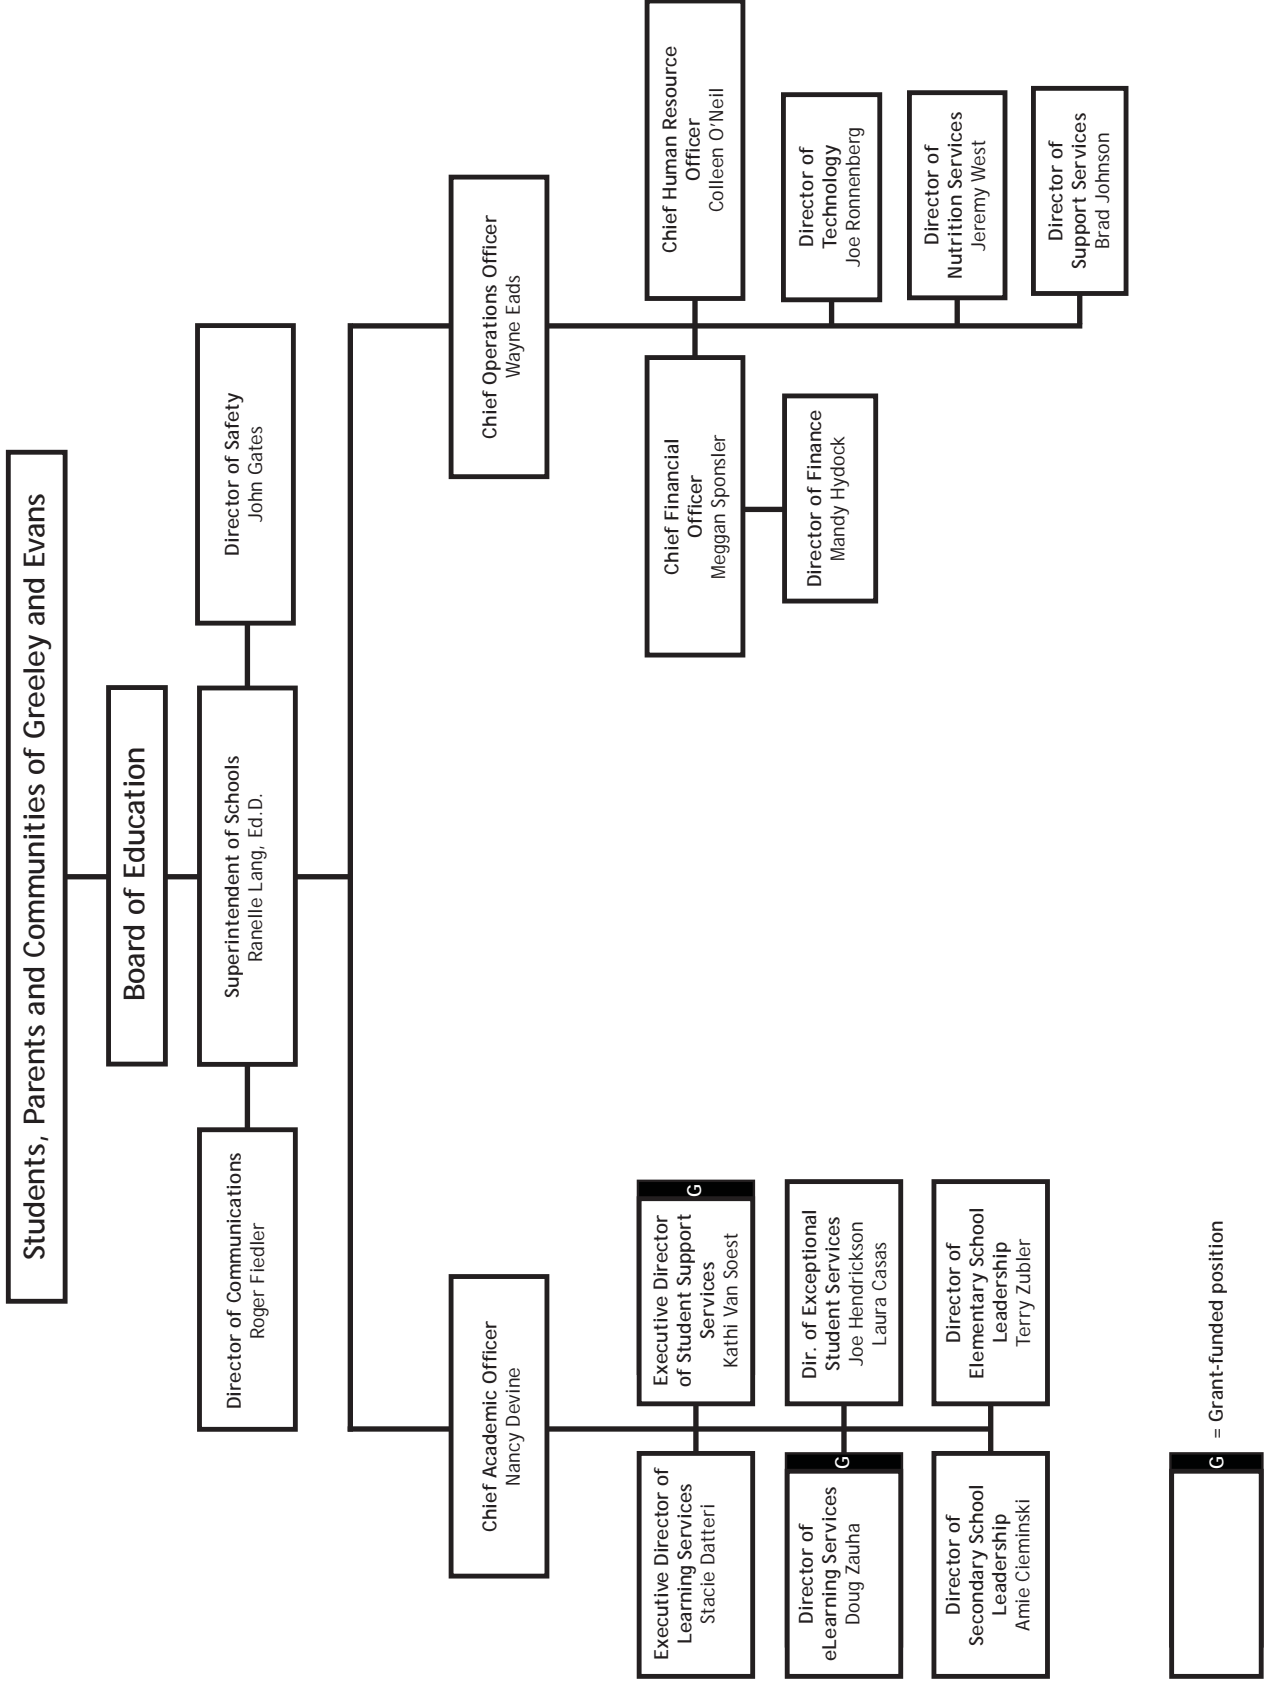 Students, Parents and Communities of Greeley and Evans
Board of Education
Director of Communications
Roger Fiedler
Superintendent of Schools
Ranelle Lang, Ed.D.
Director of Safety
John Gates
Chief Academic Officer
Nancy Devine
Chief Operations Officer
Wayne Eads
Executive Director of
Learning Services
Stacie Datteri
Executive Director
of Student Support
Services
Kathi Van Soest
G
Director of
eLearning Services
Doug Zauha
G
Dir. of Exceptional
Student Services
Joe Hendrickson
Laura Casas
Director of
Secondary School
Leadership
Amie Cieminski
Director of
Elementary School
Leadership
Terry Zubler
Chief Financial
Officer
Meggan Sponsler
Chief Human Resource
Officer
Colleen O'Neil
Director of Finance
Mandy Hydock
Director of
Technology
Joe Ronnenberg
Director of
Nutrition Services
Jeremy West
Director of
Support Services
Brad Johnson
G = Grant-funded position